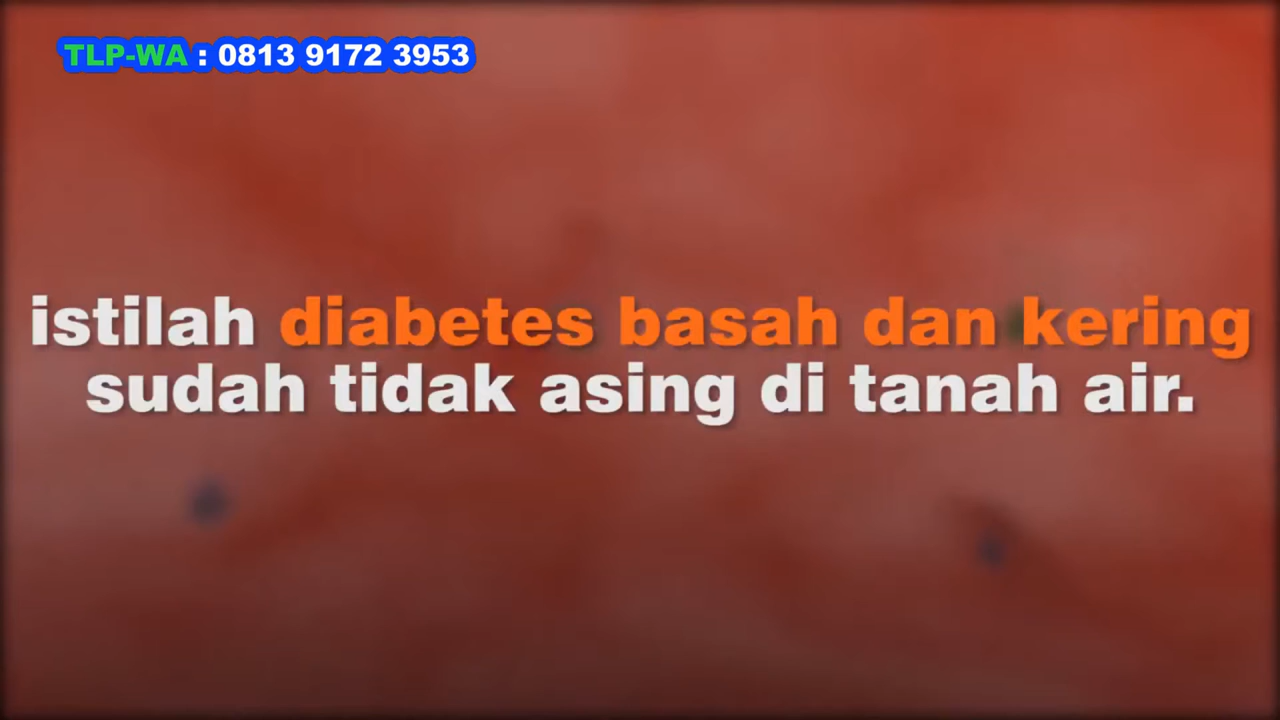 TLP-WA : 0813 9172 3953
istilah diabetes basah dan kering
sudah tidak asing di tanah air.